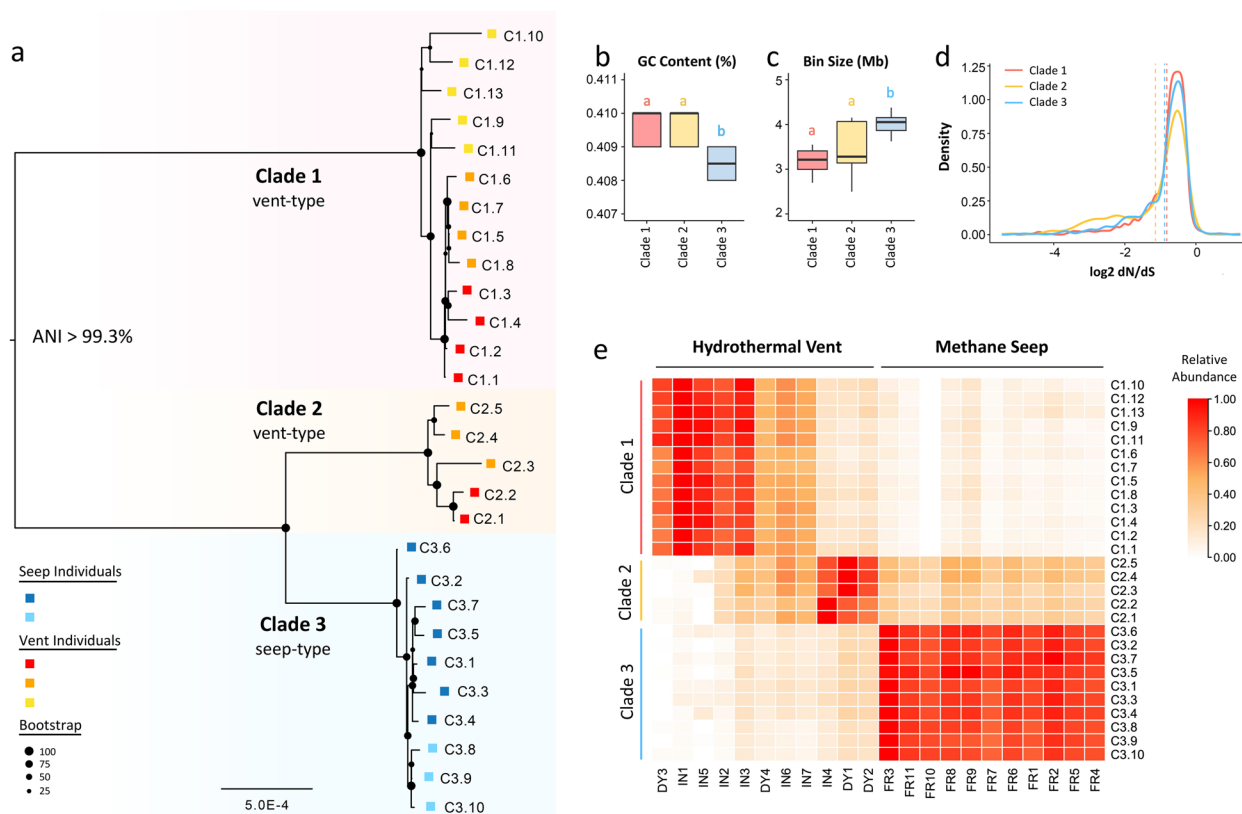 a
C1.10
C1.12
C1.13
C1.9
C1.11
C1.6
C1.7
C1.5
C1.8
C1.3
C1.4
C1.2
C1.1
Clade 1
vent-type
ANI > 99.3%
Clade 2
vent-type
C2.5
C2.4
C2.3
C2.2
C2.1
C3.6
C3.2
C3.7
C3.5
C3.1
C3.3
C3.4
C3.8
C3.9
C3.10
Clade 3
seep-type
Seep Individuals
Vent Individuals
Bootstrap
100
75
50
25
5.0E-4
b
GC Content (%)
0.411
0.410
0.409
0.408
0.407
a
a
b
Clade 1
Clade 2
Clade 3
c
Bin Size (Mb)
5
4
3
2
a
a
b
Clade 1
Clade 2
Clade 3
d
Clade 1
Clade 2
Clade 3
Density
1.25
1.00
0.75
0.50
0.25
0.00
-4
-2
0
log2 dN/dS
e
Hydrothermal Vent
Methane Seep
Clade 1
Clade 2
Clade 3
C1.10
C1.12
C1.13
C1.9
C1.11
C1.6
C1.7
C1.5
C1.8
C1.3
C1.4
C1.2
C1.1
C2.5
C2.4
C2.3
C2.2
C2.1
C3.6
C3.2
C3.7
C3.5
C3.1
C3.3
C3.4
C3.8
C3.9
C3.10
DY3
IN1
IN5
IN2
IN3
DY4
IN6
IN7
IN4
DY1
DY2
FR3
FR11
FR10
FR8
FR9
FR7
FR6
FR1
FR2
FR5
FR4
Relative
Abundance
1.00
0.80
0.60
0.40
0.20
0.00